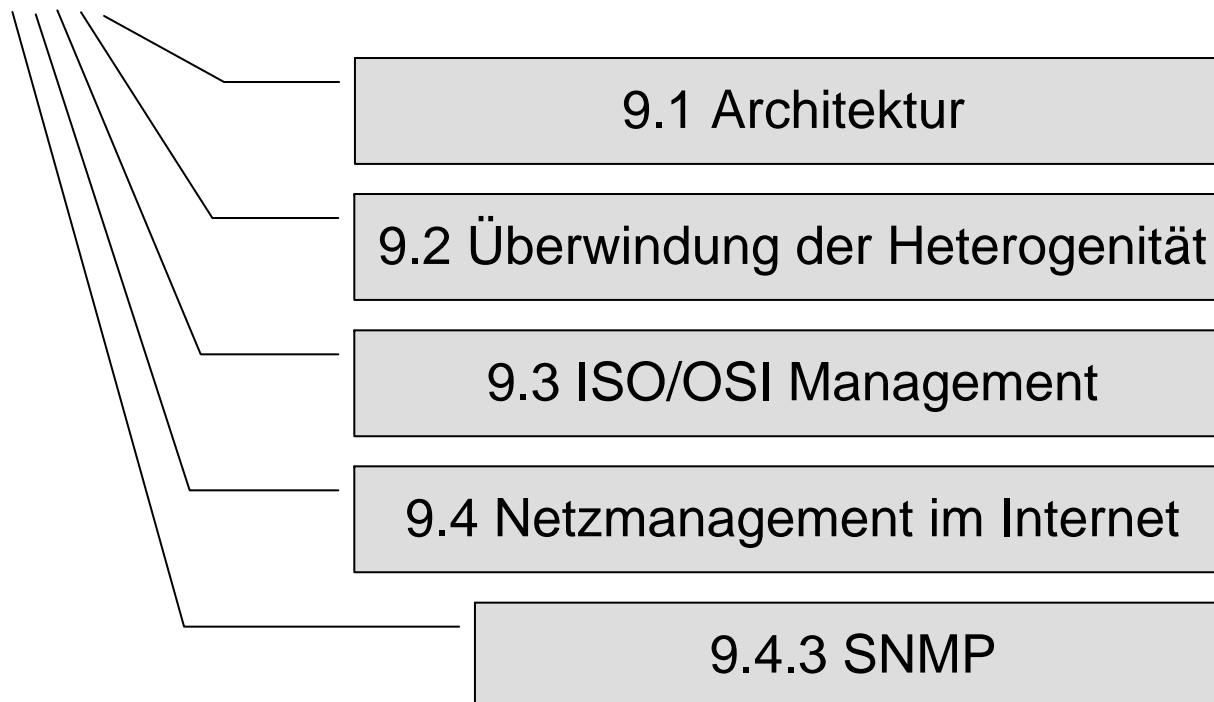 9.1 Architektur
9.2 Überwindung der Heterogenität
9.3 ISO/OSI Management
9.4 Netzmanagement im Internet
9.4.3 SNMP